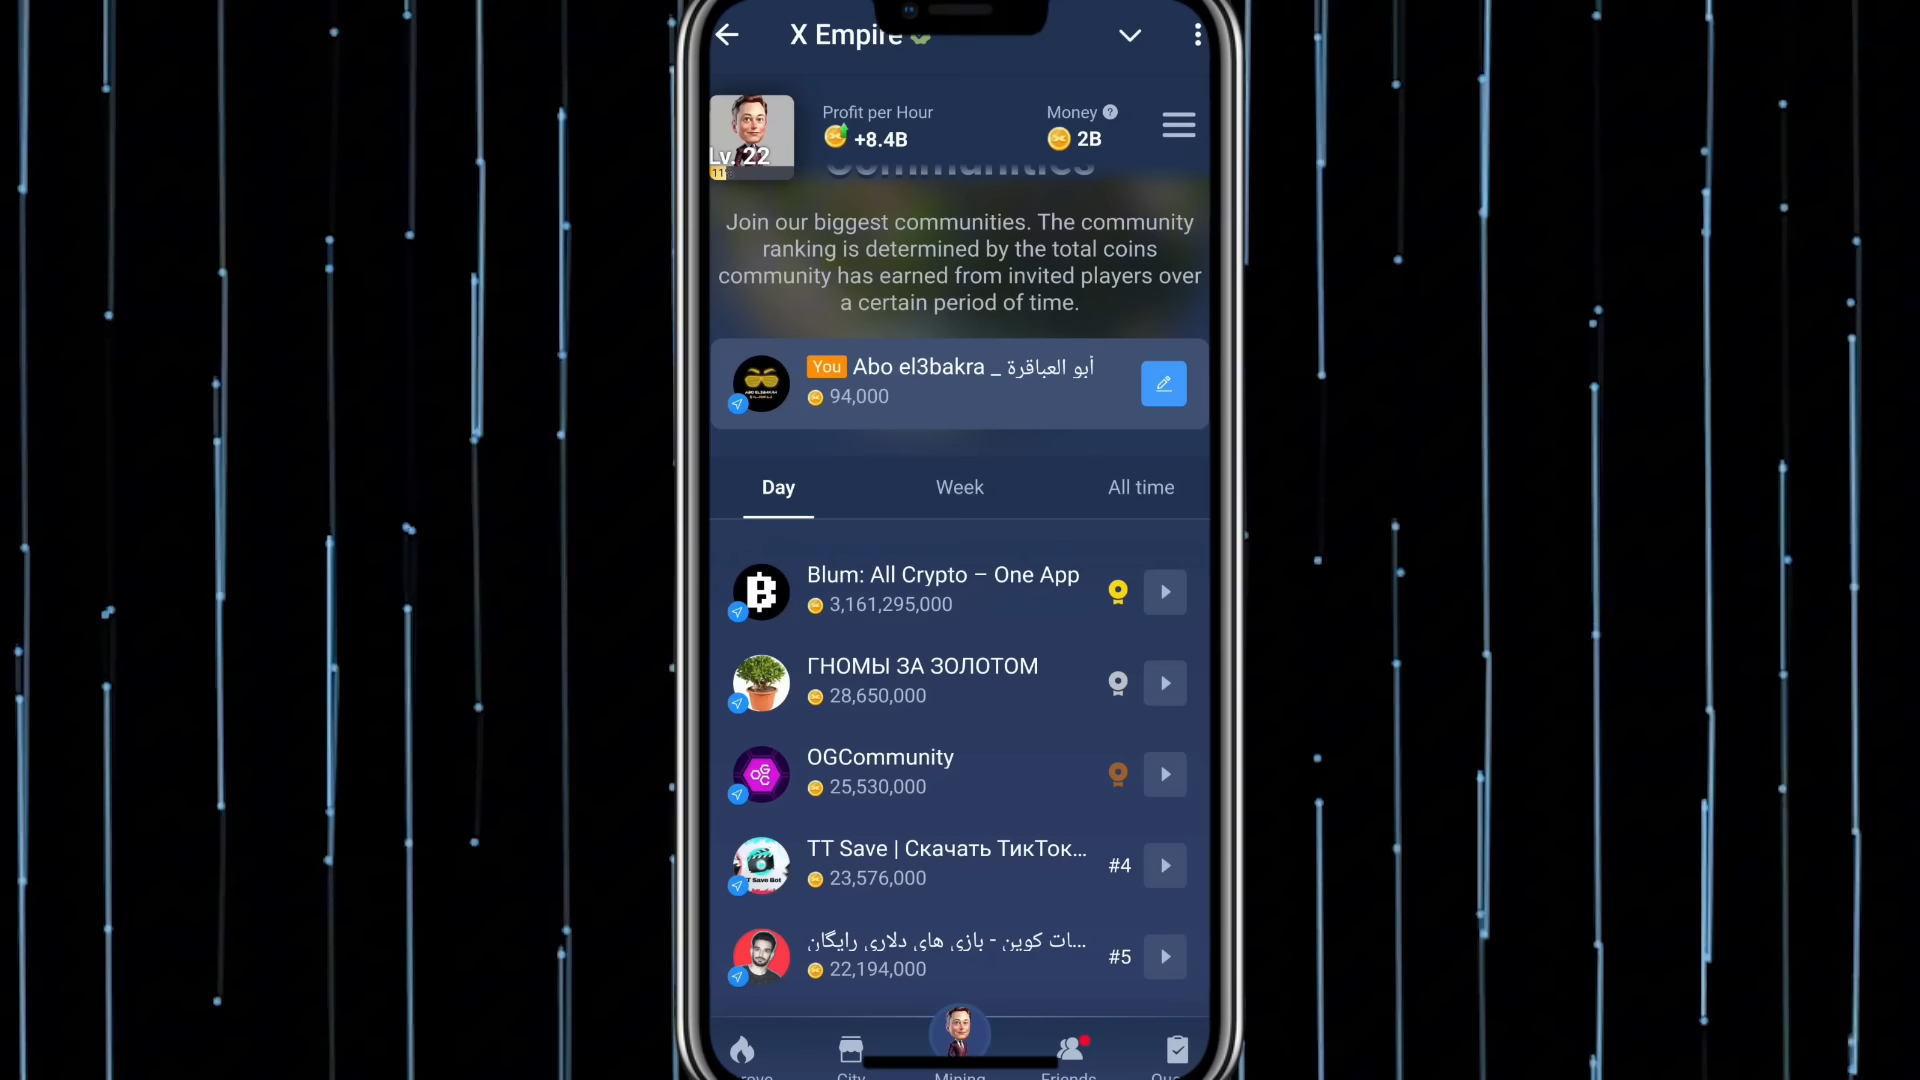 X Empire
Profit per Hour
+8.4B
Money ?
2B
Lv. 22
Communities
Join our biggest communities. The community
ranking is determined by the total coins
community has earned from invited players over
a certain period of time.
You Abo el3bakra _ أبو العباقرة
94,000
Day Week All time
Blum: All Crypto – One App
3,161,295,000
ГНОМЫ ЗА ЗОЛОТОМ
28,650,000
OGCommunity
25,530,000
TT Save | Скачать ТикТок...
23,576,000
#4
ات کوین - بازی های دلاری رایگان...
22,194,000
#5
City Mining Friends